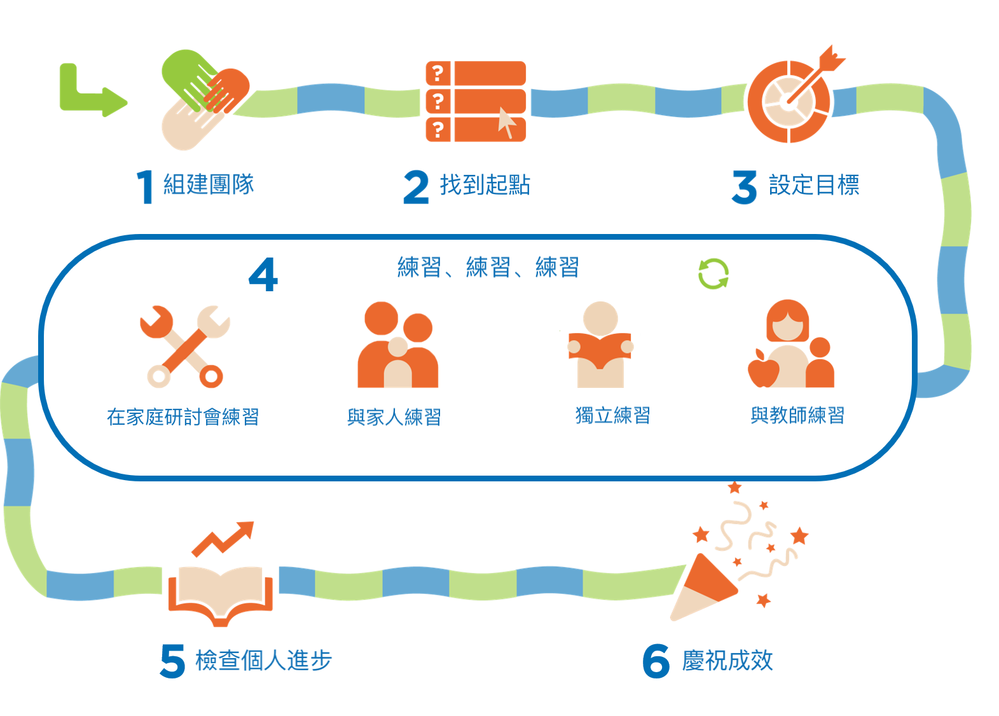 1 組建團隊
2 找到起點
3 設定目標
? 
?
?
4 練習、練習、練習
在家庭研討會練習
與家人練習
獨立練習
與教師練習
5 檢查個人進步
6 慶祝成效